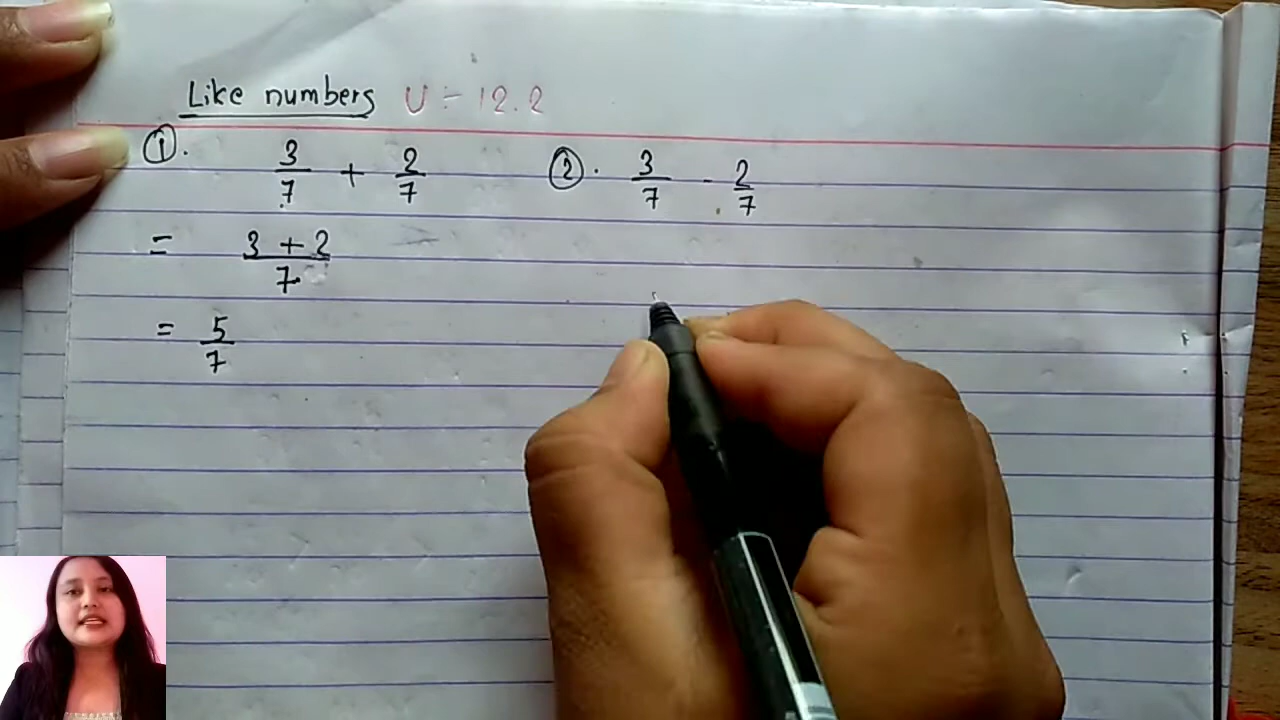 Like numbers U - 12.2
①. 3/7 + 2/7 ②. 3/7 - 2/7
= 3 + 2/7
= 5/7